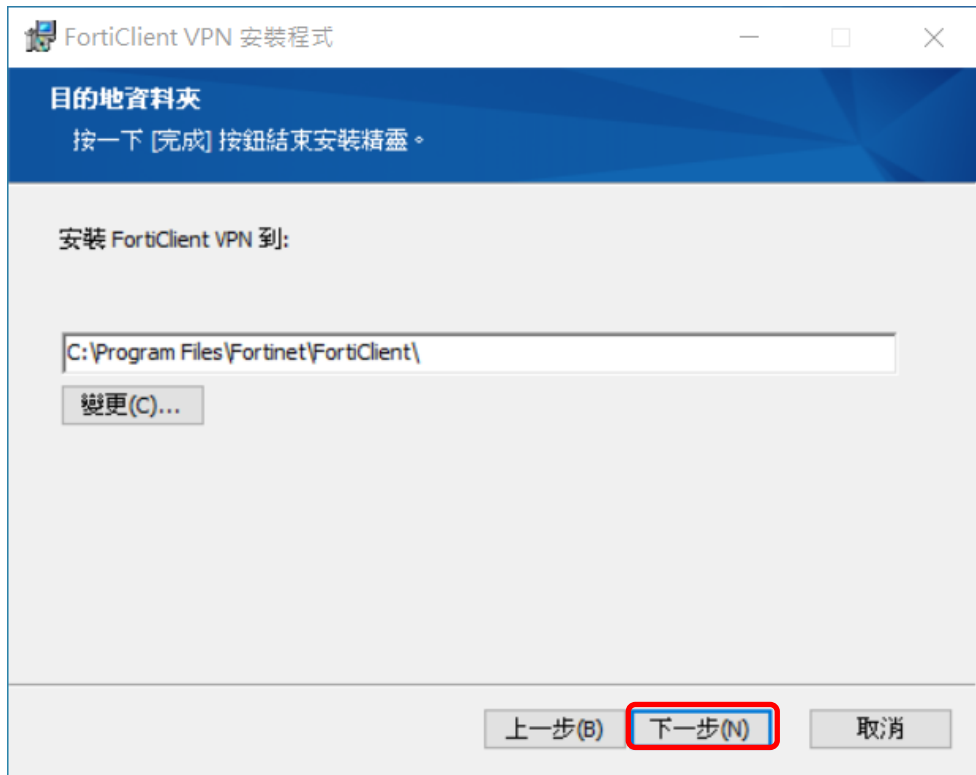 FortiClient VPN 安裝程式
目的地資料夾
按一下 [完成] 按鈕結束安裝精靈。
安裝 FortiClient VPN 到:
C:\Program Files\Fortinet\FortiClient\
變更(C)...
上一步(B) 下一步(N) 取消